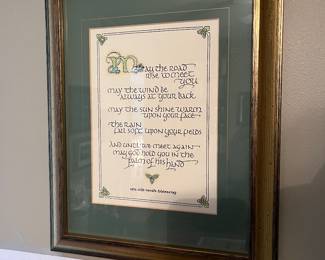 May the road
rise to meet
you
may the wind be
always at your back
may the sun shine warm
upon your face
the rain
fall soft upon your fields
and until we meet again
may god hold you in the
palm of his hand